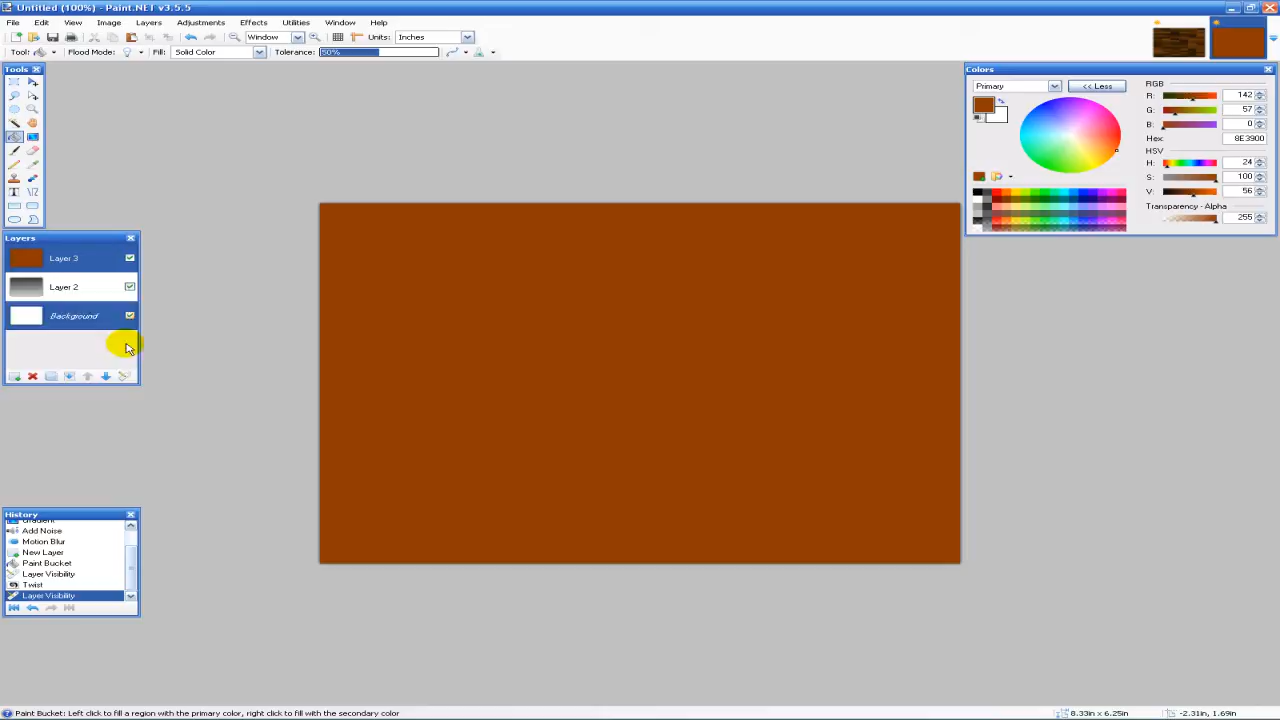 Untitled (100%) - Paint.NET v3.5.5
File Edit View Image Layers Adjustments Effects Utilities Window Help
Window Units: Inches
Tool: Flood Mode: Fill: Solid Color Tolerance: 50%
Tools
Layers
Layer 3
Layer 2
Background
History
Gradient
Add Noise
Motion Blur
New Layer
Paint Bucket
Layer Visibility
Twist
Layer Visibility
Colors
Primary << Less
RGB
R: 142
G: 57
B: 0
Hex: 8E3900
HSV
H: 24
S: 100
V: 56
Transparency - Alpha
255
Paint Bucket: Left click to fill a region with the primary color, right click to fill with the secondary color
8.33in x 6.25in -2.31in, 1.69in